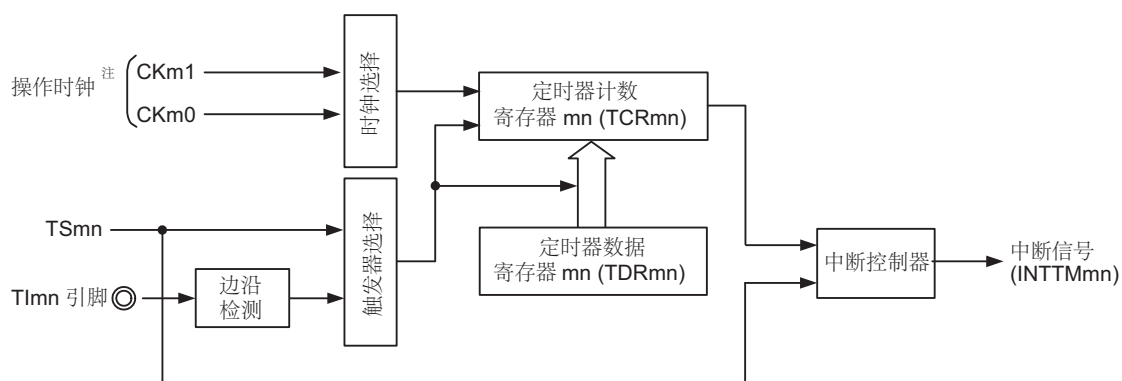 操作时钟 注
CKm1
CKm0
时钟选择
定时器计数
寄存器 mn (TCRmn)
TSmn
TImn 引脚
边沿
检测
触发器选择
定时器数据
寄存器 mn (TDRmn)
中断控制器
中断信号
(INTTMmn)